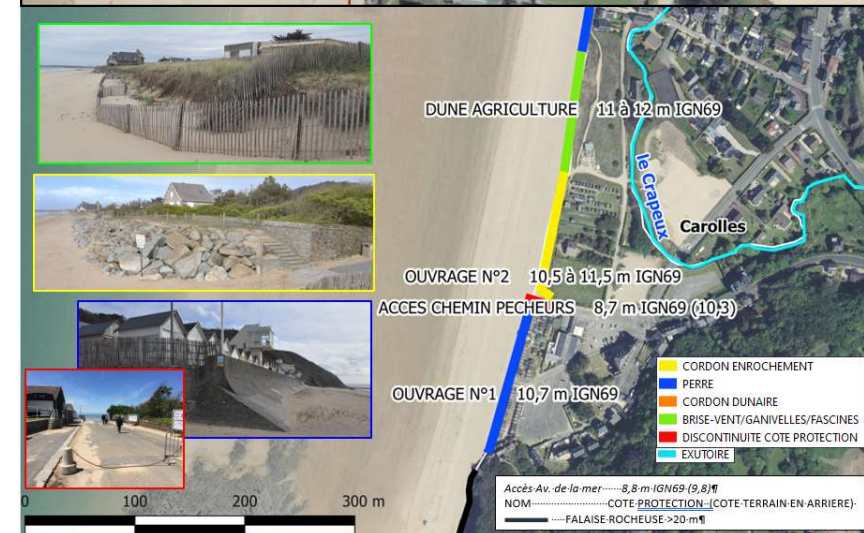 DUNE AGRICULTURE 11 à 12 m IGN69
le Crapeux
Carolles
OUVRAGE N°2 10,5 à 11,5 m IGN69
ACCES CHEMIN PECHEURS 8,7 m IGN69 (10,3)
OUVRAGE N°1 10,7 m IGN69
CORDON ENROCHEMENT
PERRE
CORDON DUNAIRE
BRISE-VENT/GANIVELLES/FASCINES
DISCONTINUITE COTE PROTECTION
EXUTOIRE
0 100 200 300 m
Accès·Av.·de·la·mer······8,8·m·IGN69·(9,8)¶
NOM·····················COTE·PROTECTION··(COTE·TERRAIN·EN·ARRIERE)·
·····FALAISE·ROCHEUSE·>20·m¶